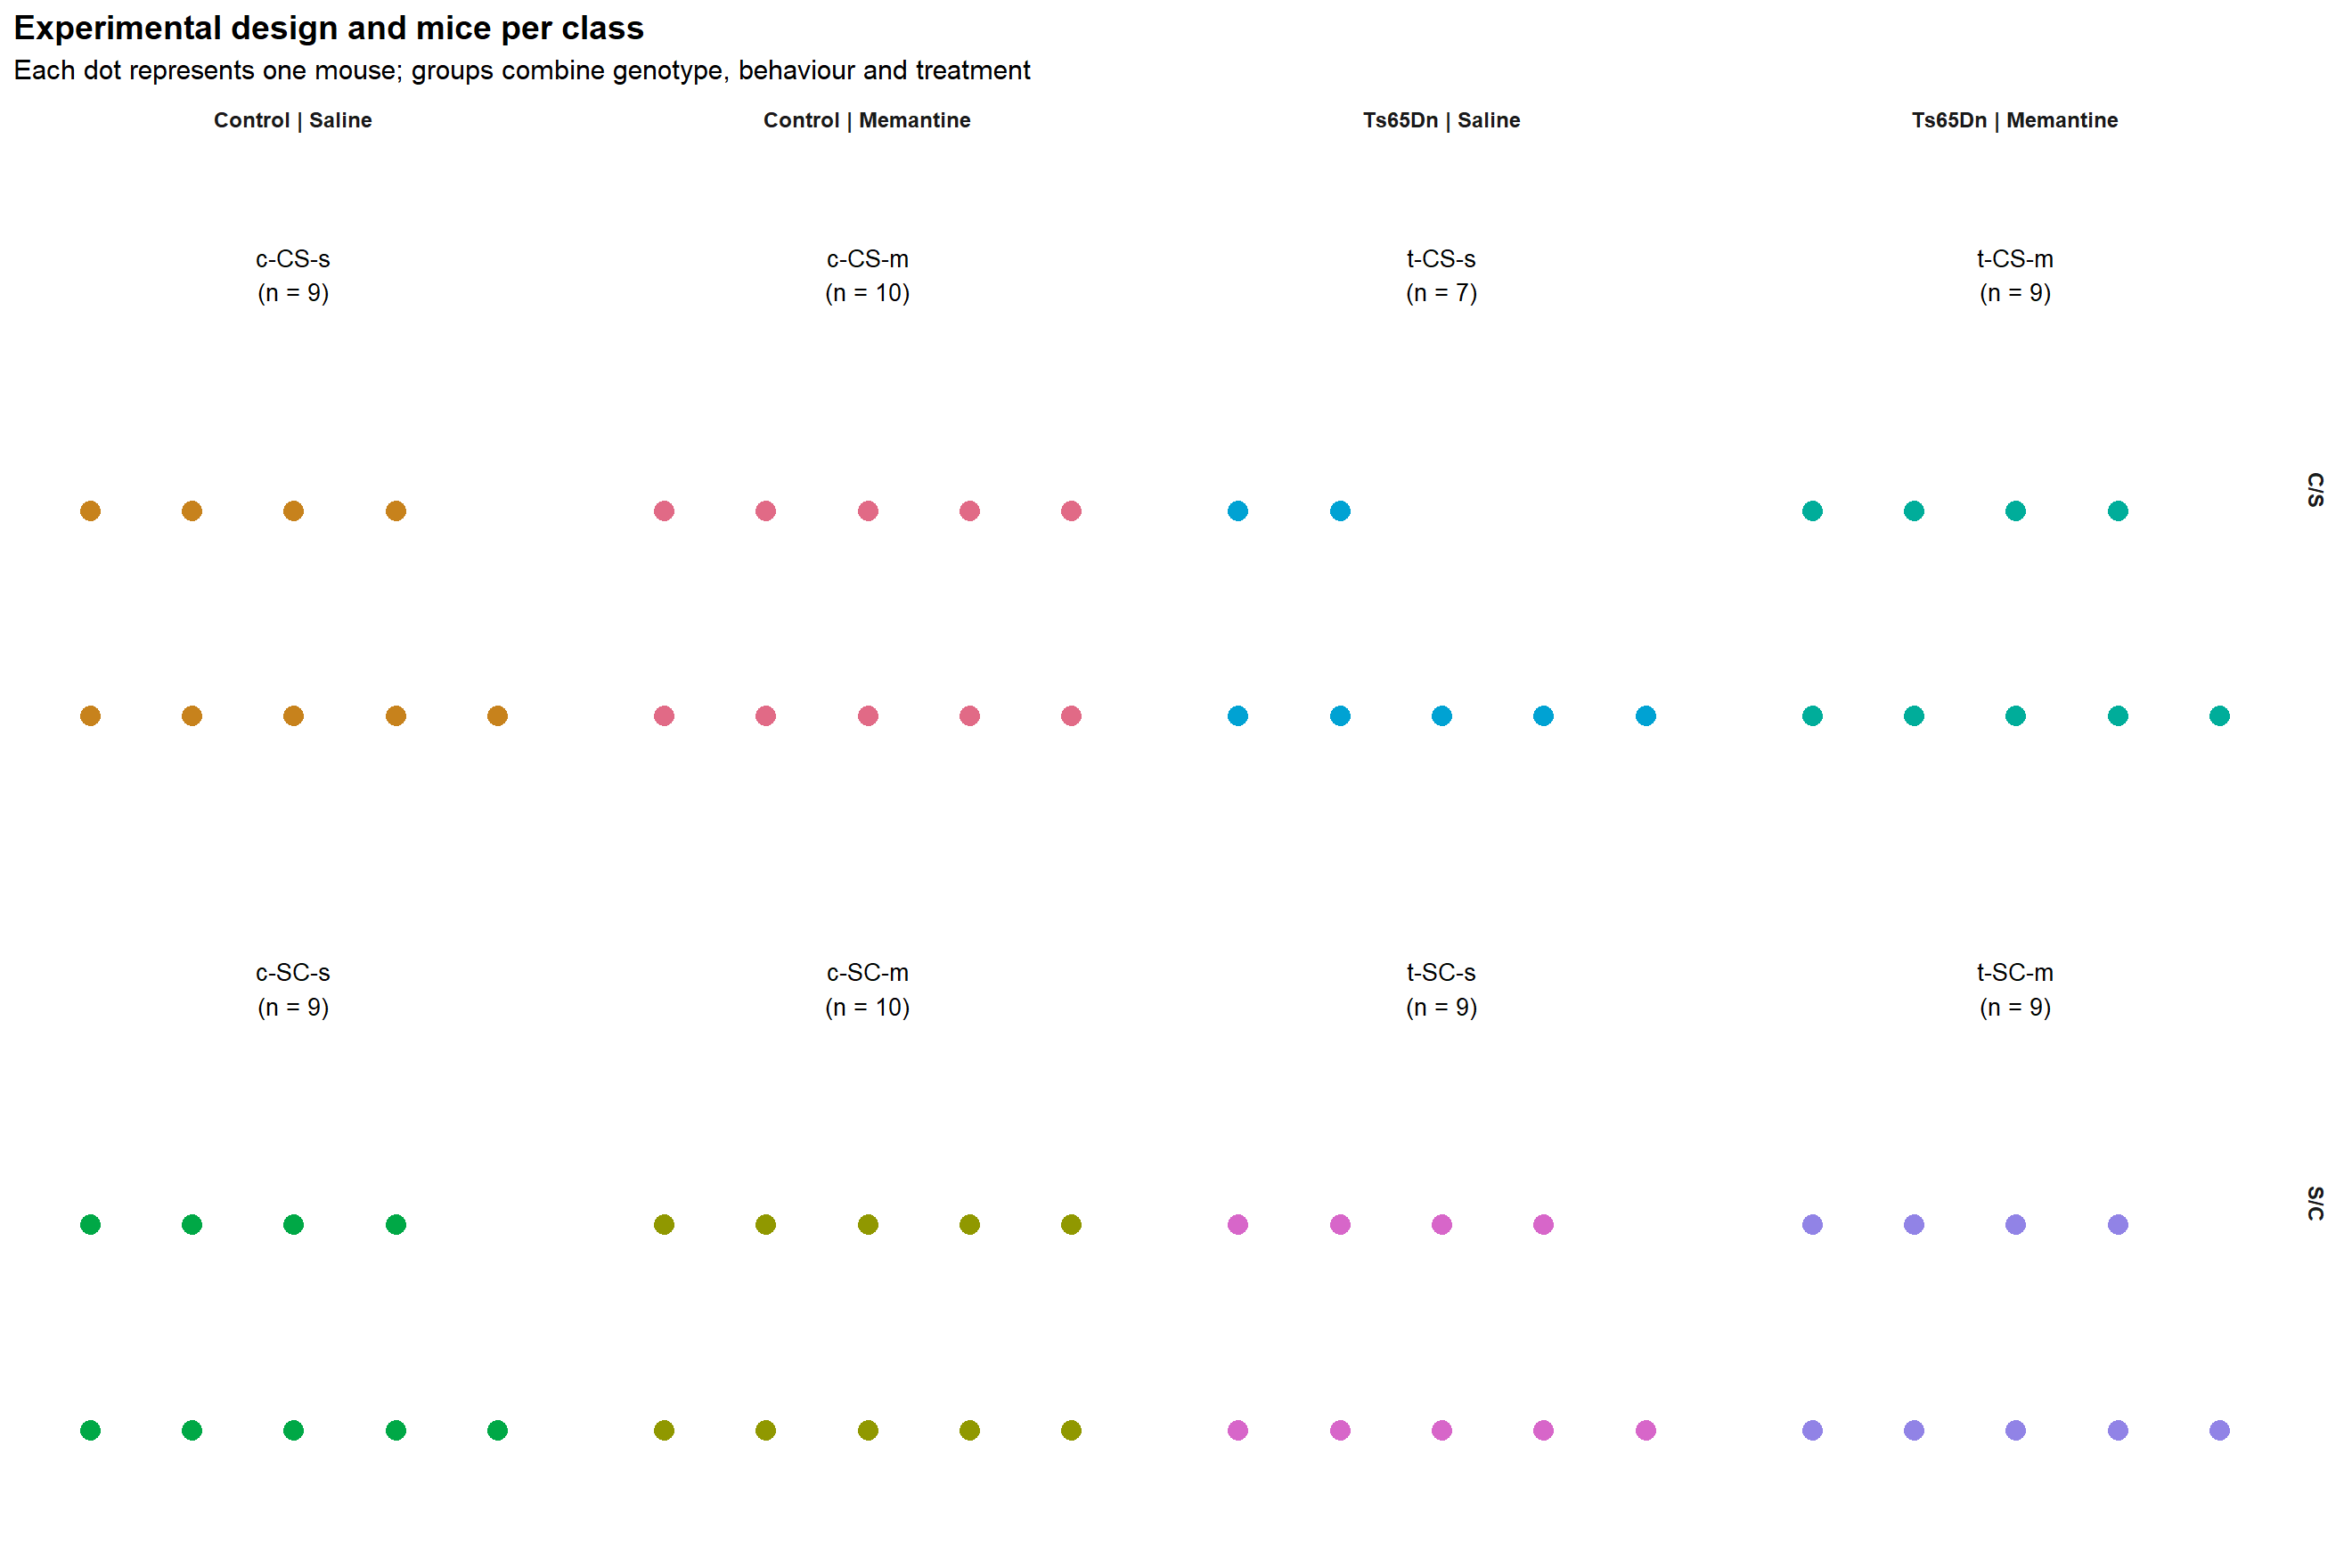 Experimental design and mice per class
Each dot represents one mouse; groups combine genotype, behaviour and treatment
Control | Saline
Control | Memantine
Ts65Dn | Saline
Ts65Dn | Memantine
c-CS-s
(n = 9)
c-CS-m
(n = 10)
t-CS-s
(n = 7)
t-CS-m
(n = 9)
C/S
c-SC-s
(n = 9)
c-SC-m
(n = 10)
t-SC-s
(n = 9)
t-SC-m
(n = 9)
S/C